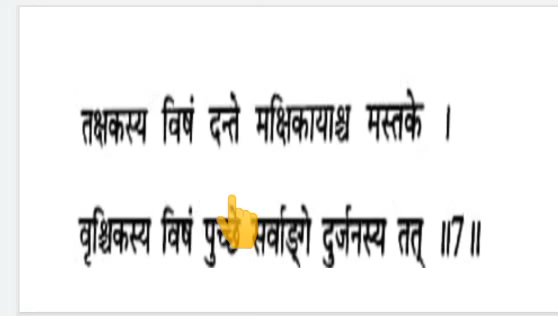 तक्षकस्य विषं दन्ते मक्षिकायाश्च मस्तके ।
वृश्चिकस्य विषं पुच्छे सर्वाङ्गे दुर्जनस्य तत् ॥7॥